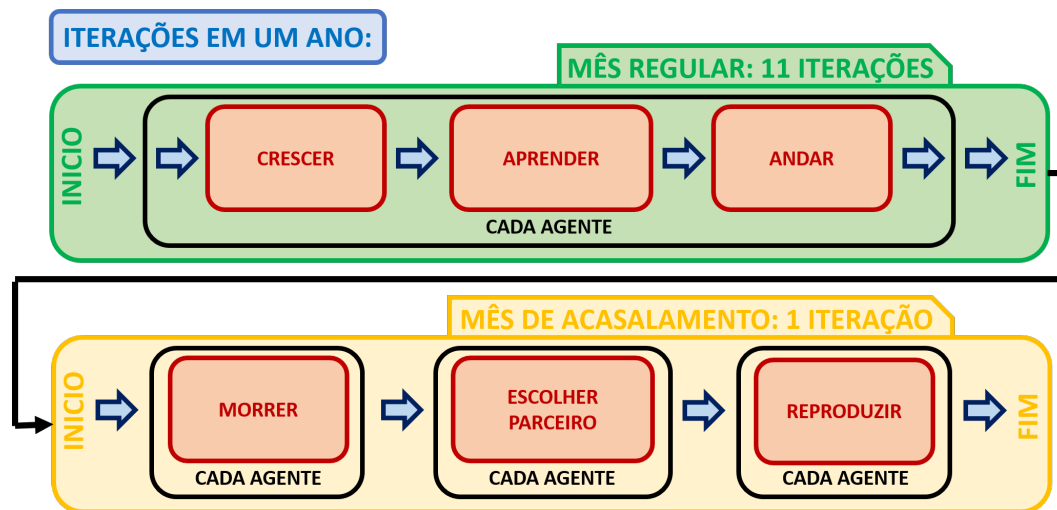 ITERAÇÕES EM UM ANO:
MÊS REGULAR: 11 ITERAÇÕES
INICIO
CRESCER
APRENDER
ANDAR
FIM
CADA AGENTE
MÊS DE ACASALAMENTO: 1 ITERAÇÃO
INICIO
MORRER
ESCOLHER
PARCEIRO
REPRODUZIR
FIM
CADA AGENTE
CADA AGENTE
CADA AGENTE